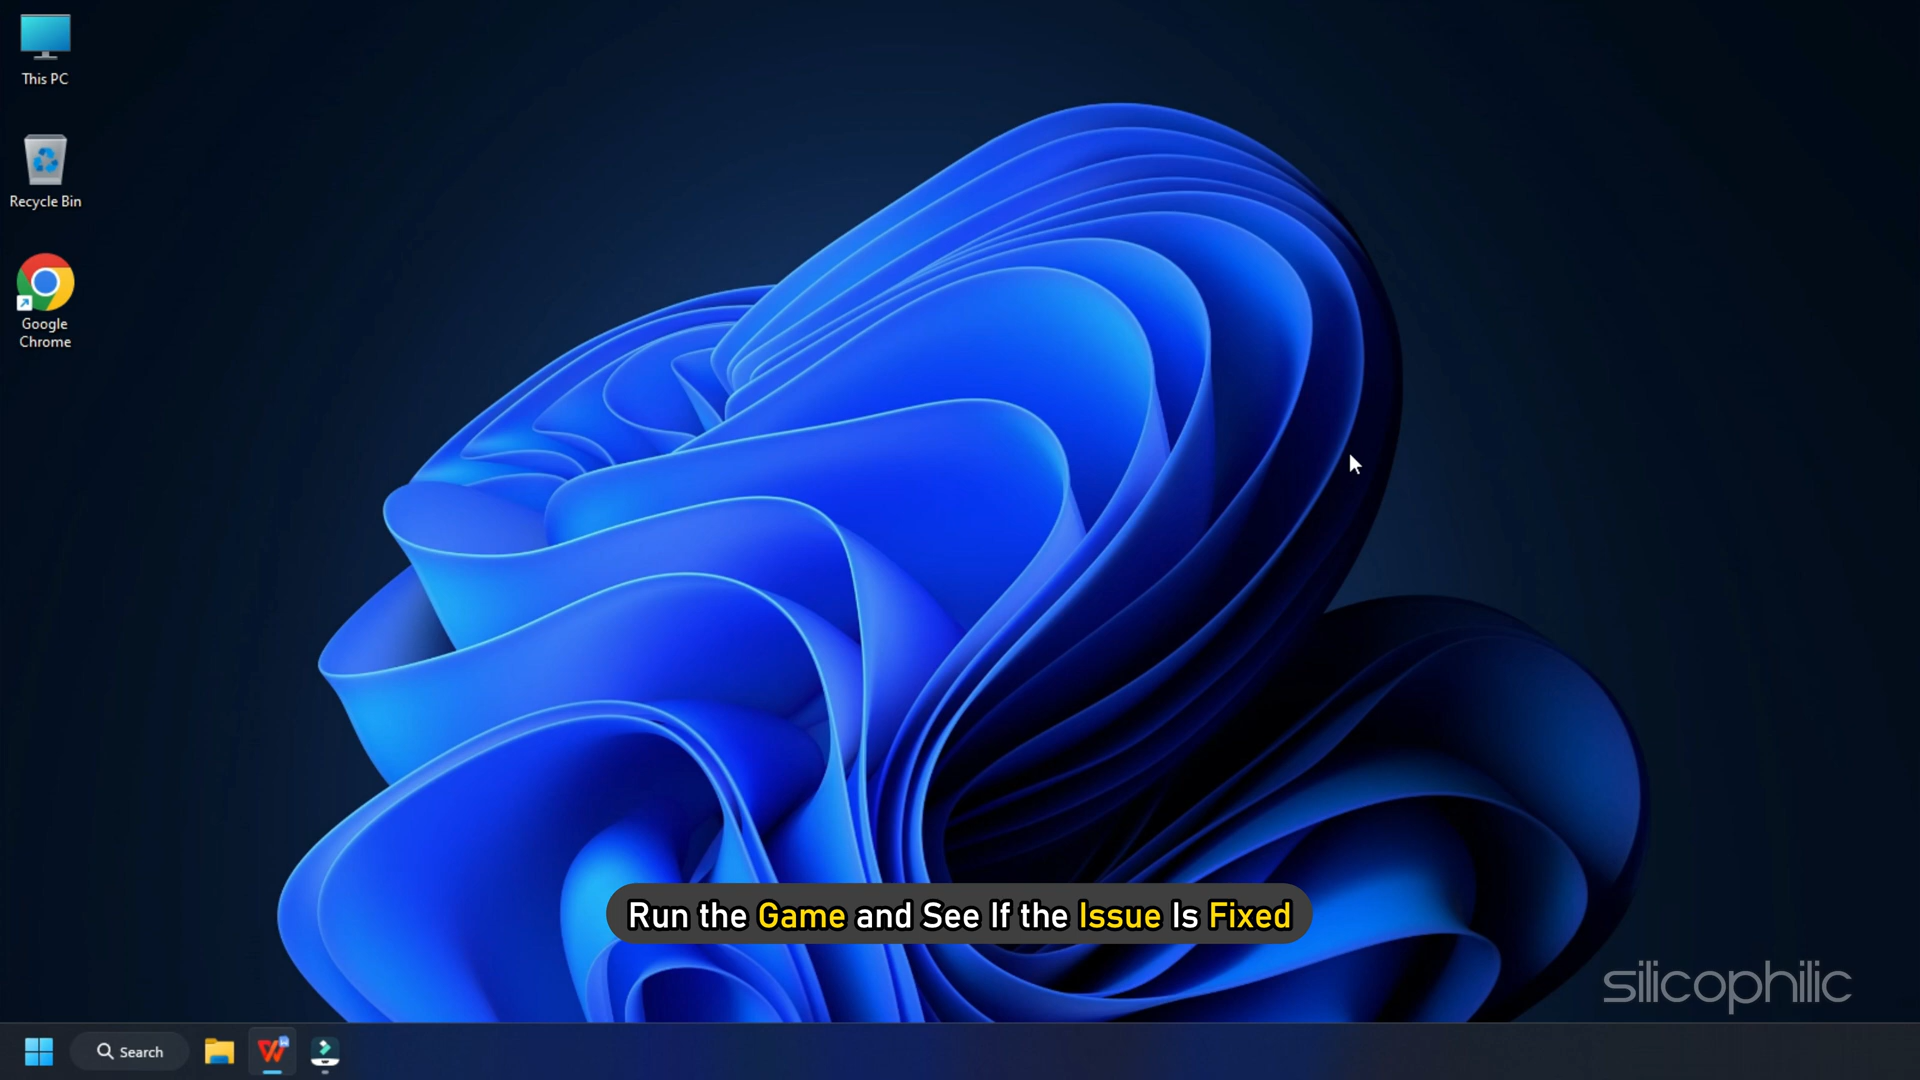 This PC
Recycle Bin
Google
Chrome
Run the Game and See If the Issue Is Fixed
silicophilic
Search